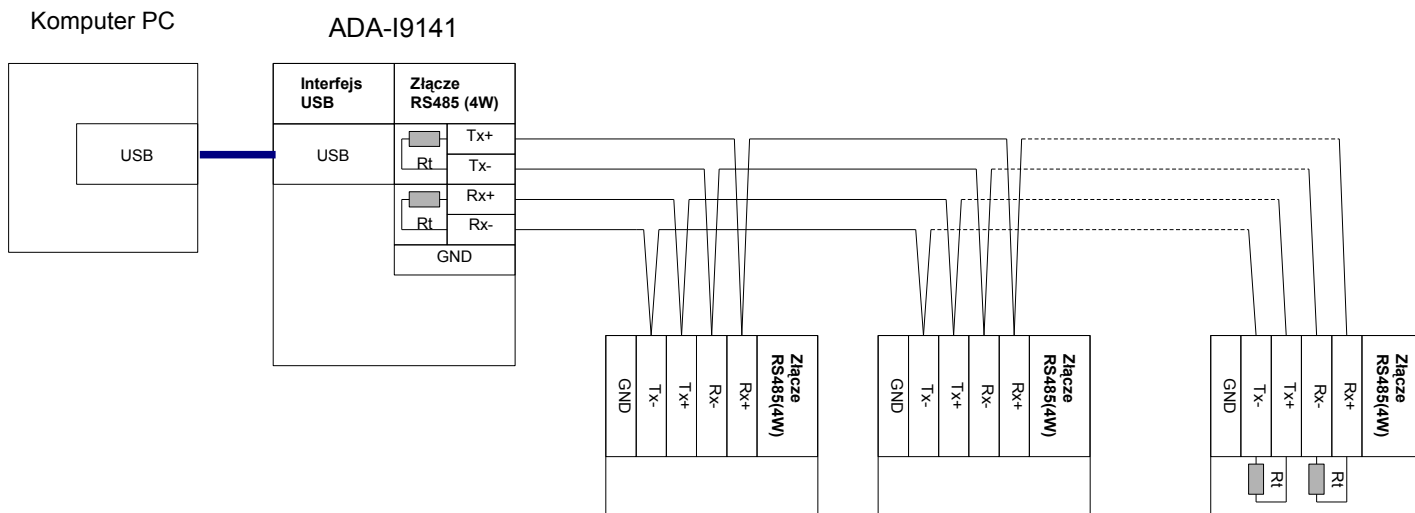 Komputer PC
ADA-I9141
Interfejs
USB
Złącze
RS485 (4W)
USB
USB
Rt
Tx+
Tx-
Rt
Rx+
Rx-
GND
GND
Tx-
Tx+
Rx-
Rx+
Złącze
RS485(4W)
GND
Tx-
Tx+
Rx-
Rx+
Złącze
RS485(4W)
GND
Tx-
Tx+
Rx-
Rx+
Złącze
RS485(4W)
Rt
Rt